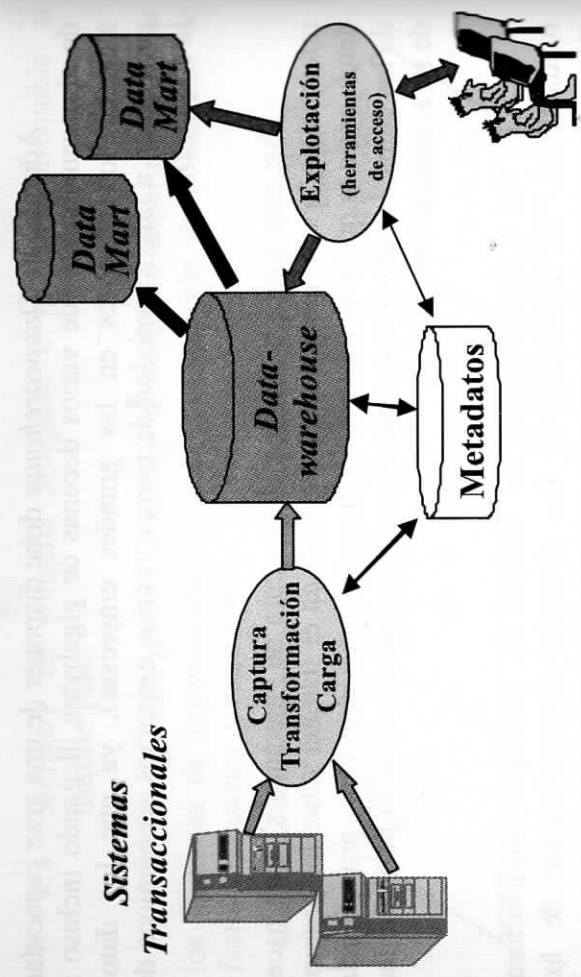 Sistemas
Transaccionales
Captura
Transformación
Carga
Data-
warehouse
Data
Mart
Data
Mart
Explotación
(herramientas
de acceso)
Metadatos